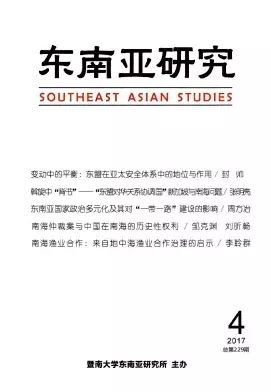 东南亚研究
SOUTHEAST ASIAN STUDIES
变动中的平衡：东盟在亚太安全体系中的地位与作用 / 封 帅
斡旋中“背书”——“东盟对华关系协调国”新加坡与南海问题 / 张明亮
东南亚国家政治多元化及其对“一带一路”建设的影响 / 周方冶
南海仲裁案与中国在南海的历史性权利 / 邹克渊 刘昕畅
南海渔业合作：来自地中海渔业合作治理的启示 / 李聆群
4
2017
总第229期
暨南大学东南亚研究所 主办